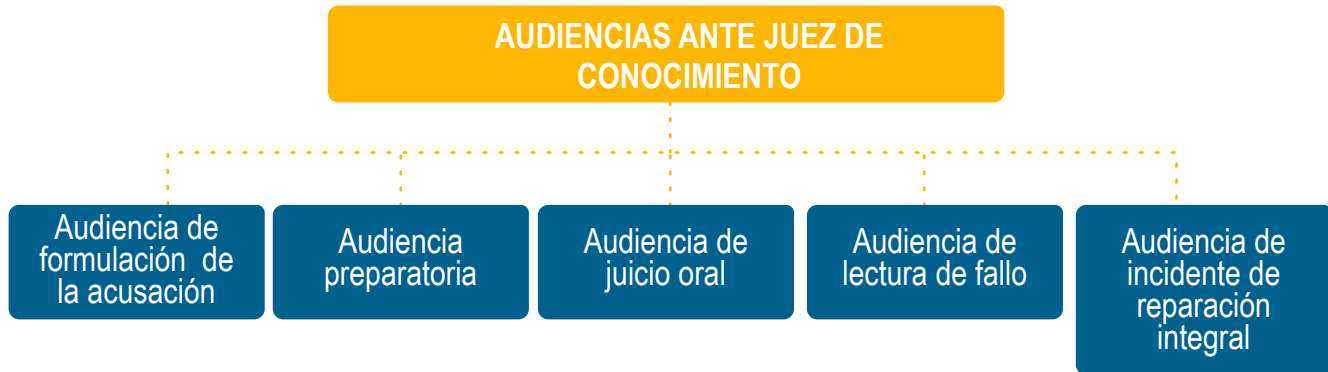 AUDIENCIAS ANTE JUEZ DE
CONOCIMIENTO
Audiencia de
formulación de
la acusación
Audiencia
preparatoria
Audiencia de
juicio oral
Audiencia de
lectura de fallo
Audiencia de
incidente de
reparación
integral